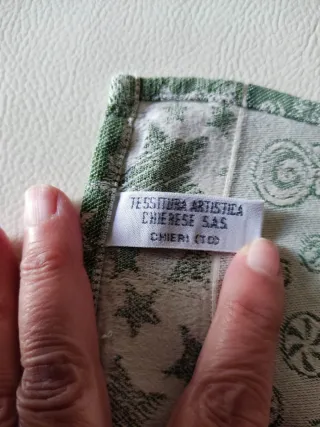 TESSITURA ARTISTICA
CHIERESE S.A.S.
CHIERI (TO)